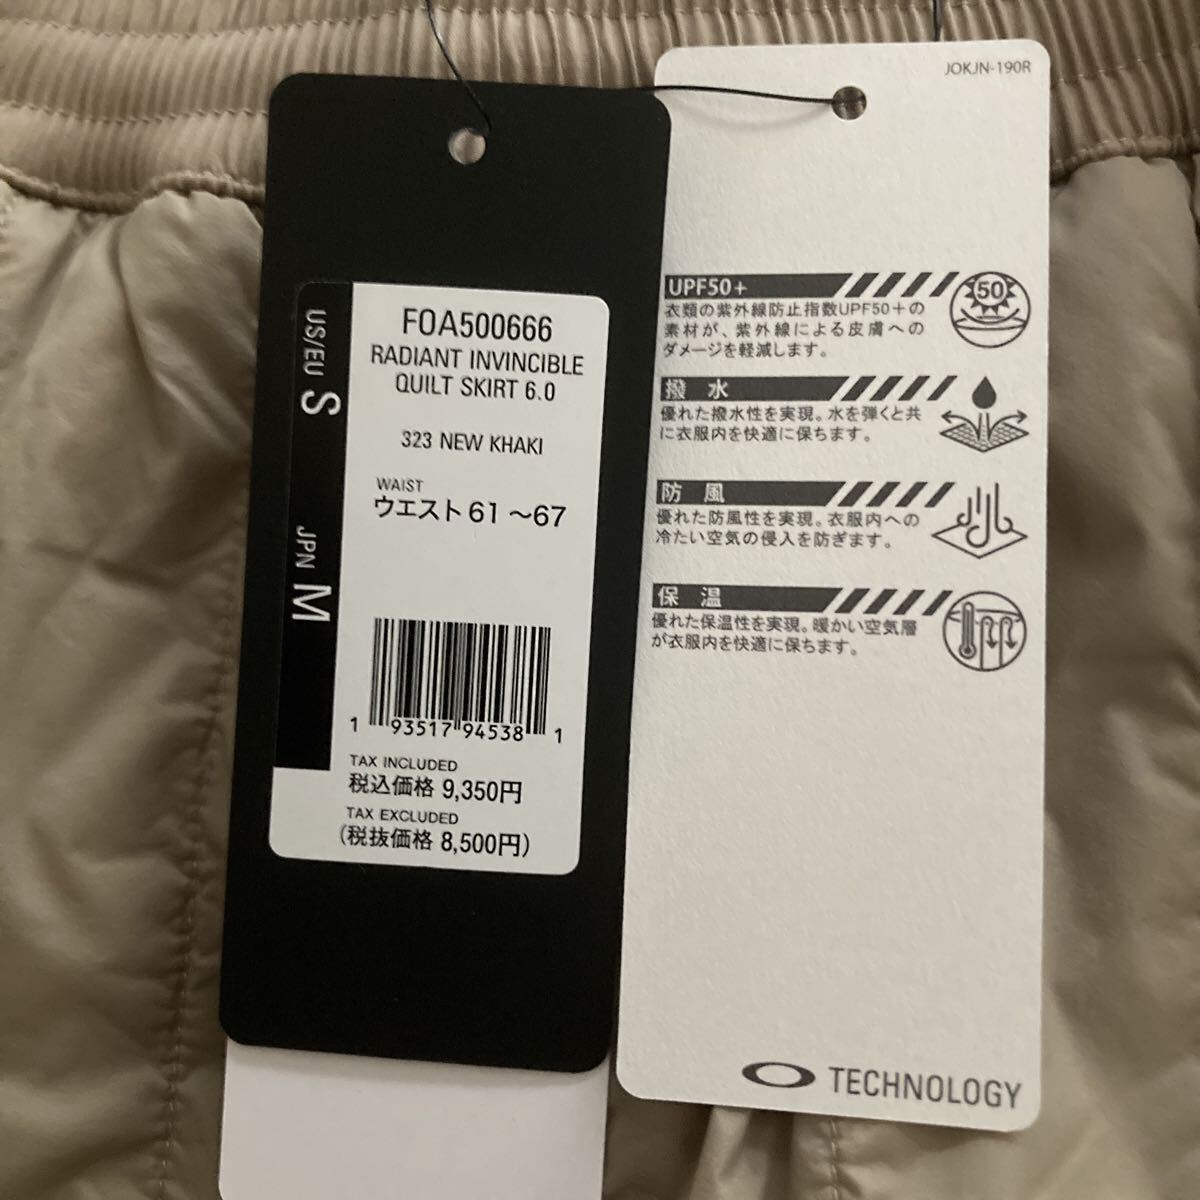 US/EU S
JPN M
FOA500666
RADIANT INVINCIBLE
QUILT SKIRT 6.0
323 NEW KHAKI
WAIST
ウエスト 61 ～67
1 93517 94538 1
TAX INCLUDED
税込価格 9,350円
TAX EXCLUDED
(税抜価格 8,500円)
JOKJN-190R
UPF50+
50
衣類の紫外線防止指数UPF50+の
素材が、紫外線による皮膚への
ダメージを軽減します。
撥 水
優れた撥水性を実現。水を弾くと共
に衣服内を快適に保ちます。
防 風
優れた防風性を実現。衣服内への
冷たい空気の侵入を防ぎます。
保 温
優れた保温性を実現。暖かい空気層
が衣服内を快適に保ちます。
TECHNOLOGY